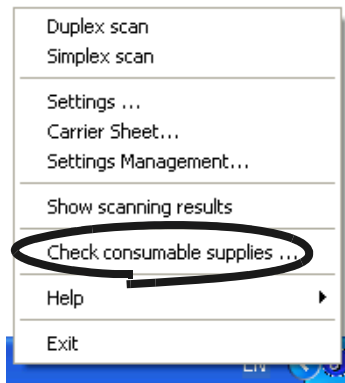 Duplex scan
Simplex scan
Settings ...
Carrier Sheet...
Settings Management...
Show scanning results
Check consumable supplies ...
Help
Exit
EN